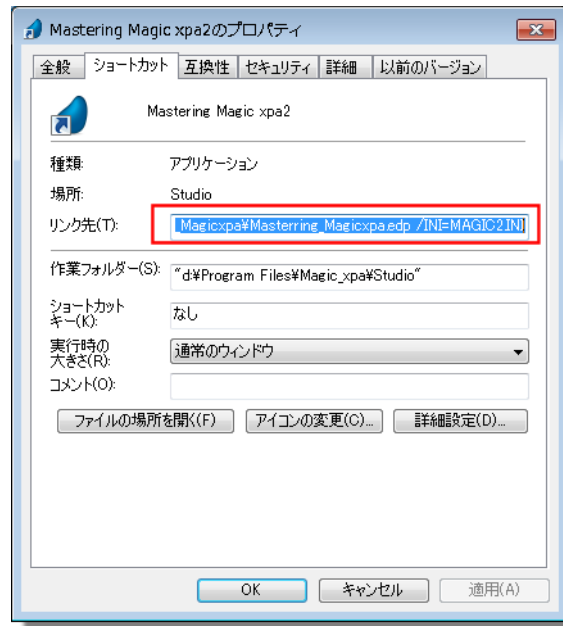 Mastering Magic xpa2のプロパティ
全般 ショートカット 互換性 セキュリティ 詳細 以前のバージョン
Mastering Magic xpa2
種類: アプリケーション
場所: Studio
リンク先(T): _Magicxpa¥Masterring_Magicxpa.edp /INI=MAGIC2.INI
作業フォルダー(S): "d:¥Program Files¥Magic_xpa¥Studio"
ショートカット
キー(K): なし
実行時の
大きさ(R): 通常のウィンドウ
コメント(O):
ファイルの場所を開く(F) アイコンの変更(C)... 詳細設定(D)...
OK キャンセル 適用(A)